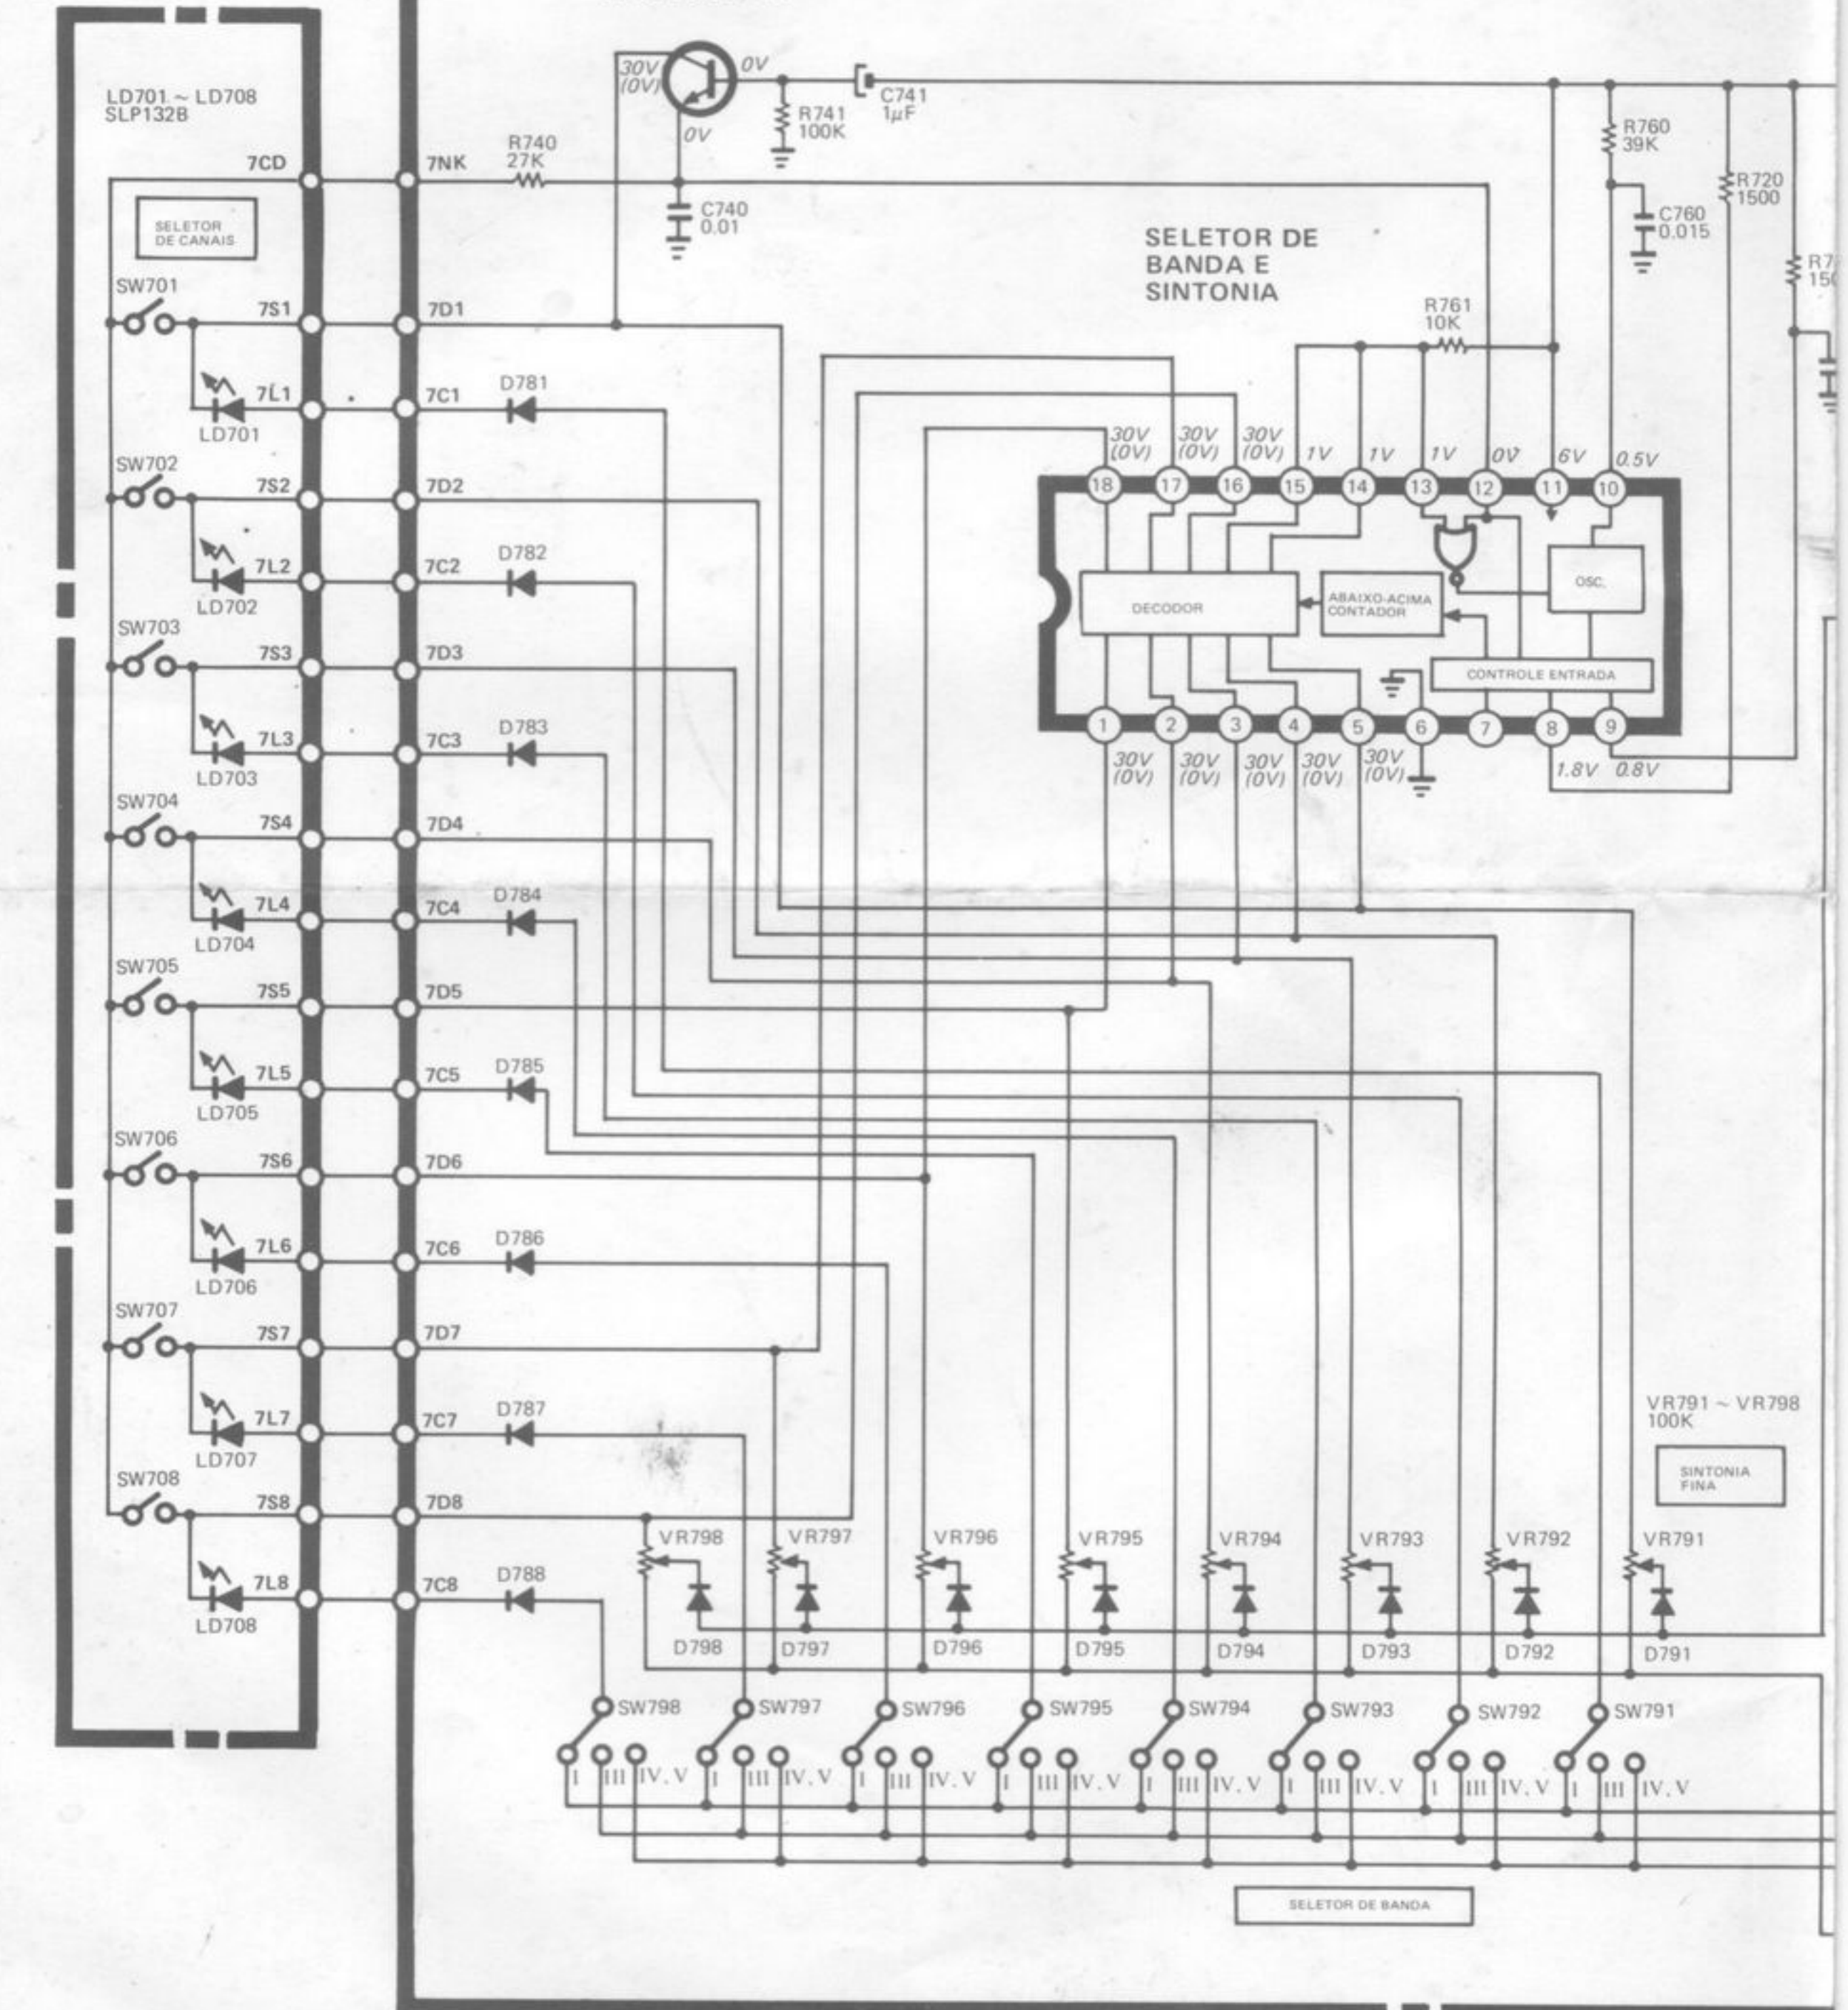 LD701 ~ LD708
SLP132B
7CD
7NK
R740
27K
30V
(0V)
0V
0V
R741
100K
C741
1µF
C740
0.01
R760
39K
C760
0.015
R720
1500
SELETOR
DE CANAIS
SELETOR DE
BANDA E
SINTONIA
R761
10K
SW701
7S1
7D1
7L1
7C1
D781
LD701
SW702
7S2
7D2
7L2
7C2
D782
LD702
SW703
7S3
7D3
7L3
7C3
D783
LD703
SW704
7S4
7D4
7L4
7C4
D784
LD704
SW705
7S5
7D5
7L5
7C5
D785
LD705
SW706
7S6
7D6
7L6
7C6
D786
LD706
SW707
7S7
7D7
7L7
7C7
D787
LD707
SW708
7S8
7D8
7L8
7C8
D788
LD708
30V 30V 30V 1V 1V 1V 0V 6V 0.5V
(0V) (0V) (0V)
18 17 16 15 14 13 12 11 10
DECODOR
ABAIXO-ACIMA
CONTADOR
OSC.
CONTROLE ENTRADA
1 2 3 4 5 6 7 8 9
30V 30V 30V 30V 30V 1.8V 0.8V
(0V) (0V) (0V) (0V) (0V)
VR791 ~ VR798
100K
SINTONIA
FINA
VR798 VR797 VR796 VR795 VR794 VR793 VR792 VR791
D798 D797 D796 D795 D794 D793 D792 D791
SW798 SW797 SW796 SW795 SW794 SW793 SW792 SW791
I III IV. V I III IV. V I III IV. V I III IV. V I III IV. V I III IV. V I III IV. V I III IV. V
SELETOR DE BANDA